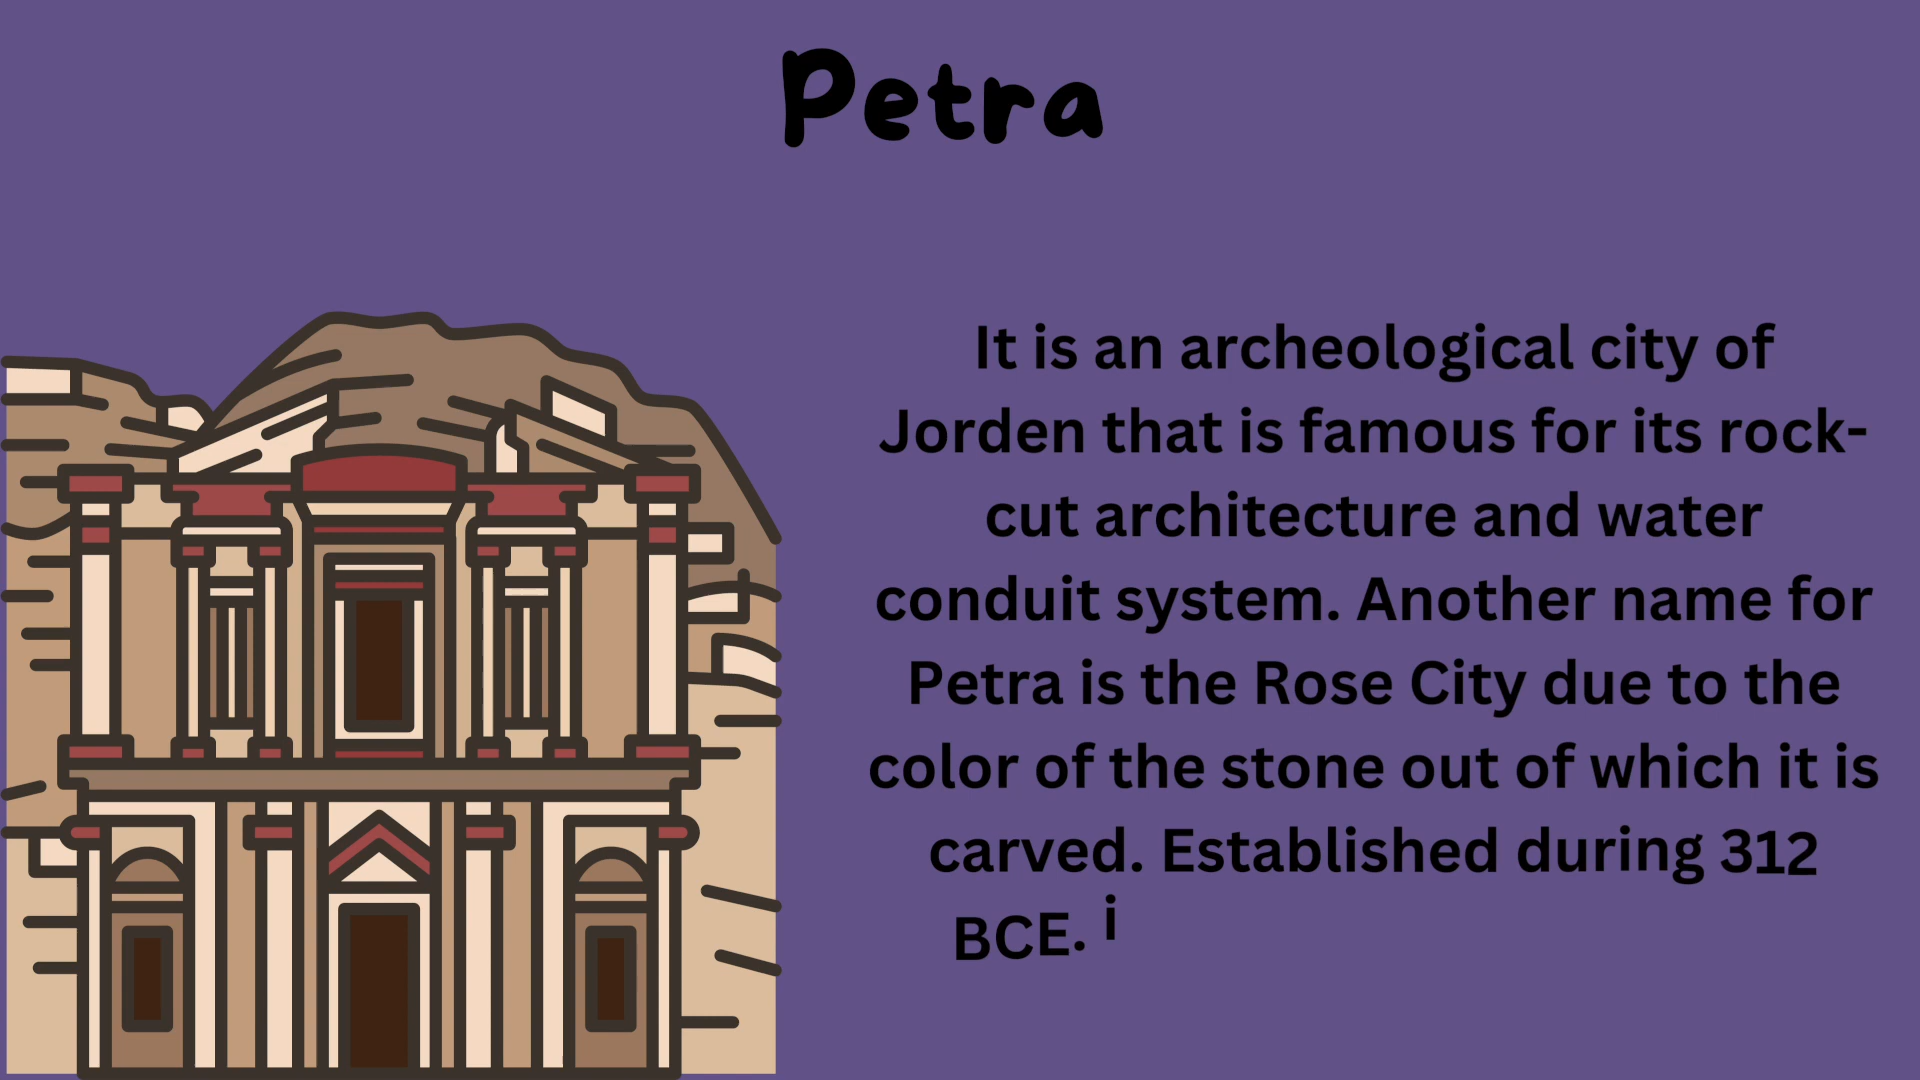 Petra
It is an archeological city of
Jorden that is famous for its rock-
cut architecture and water
conduit system. Another name for
Petra is the Rose City due to the
color of the stone out of which it is
carved. Established during 312
BCE. i